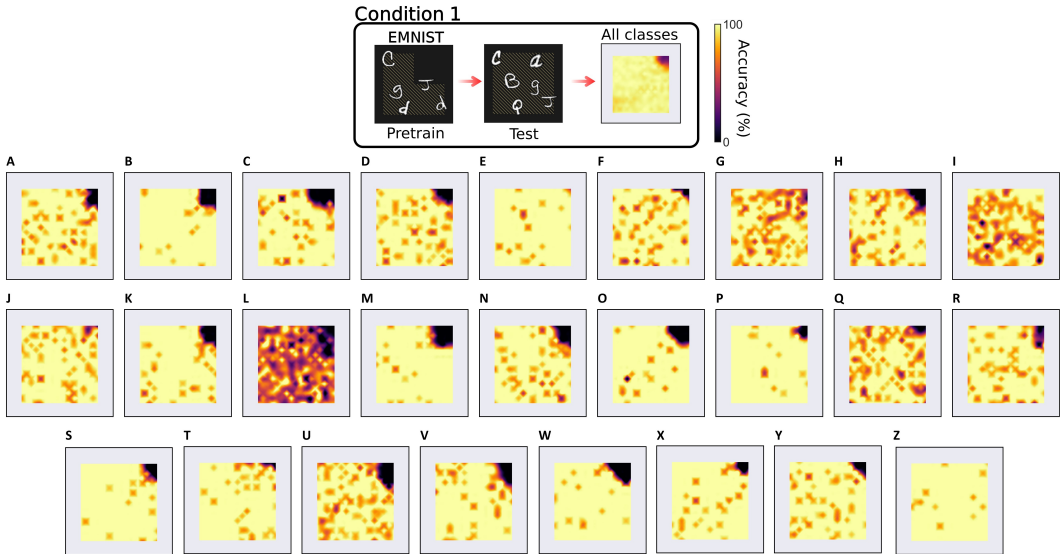 Condition 1
EMNIST
All classes
C
g
J
d
d
C
a
B
g
Q
J
Pretrain
Test
100
0
Accuracy (%)
A B C D E F G H I
J K L M N O P Q R
S T U V W X Y Z